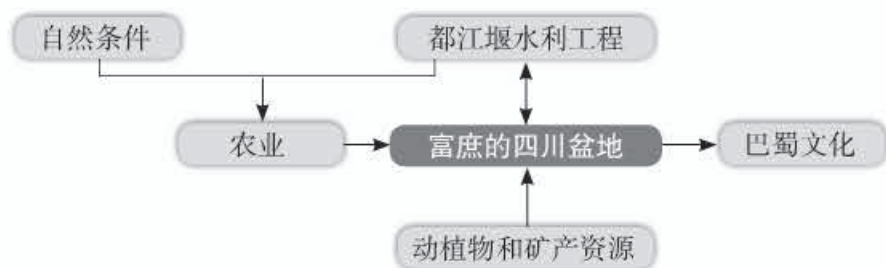 自然条件
都江堰水利工程
农业
富庶的四川盆地
巴蜀文化
动植物和矿产资源